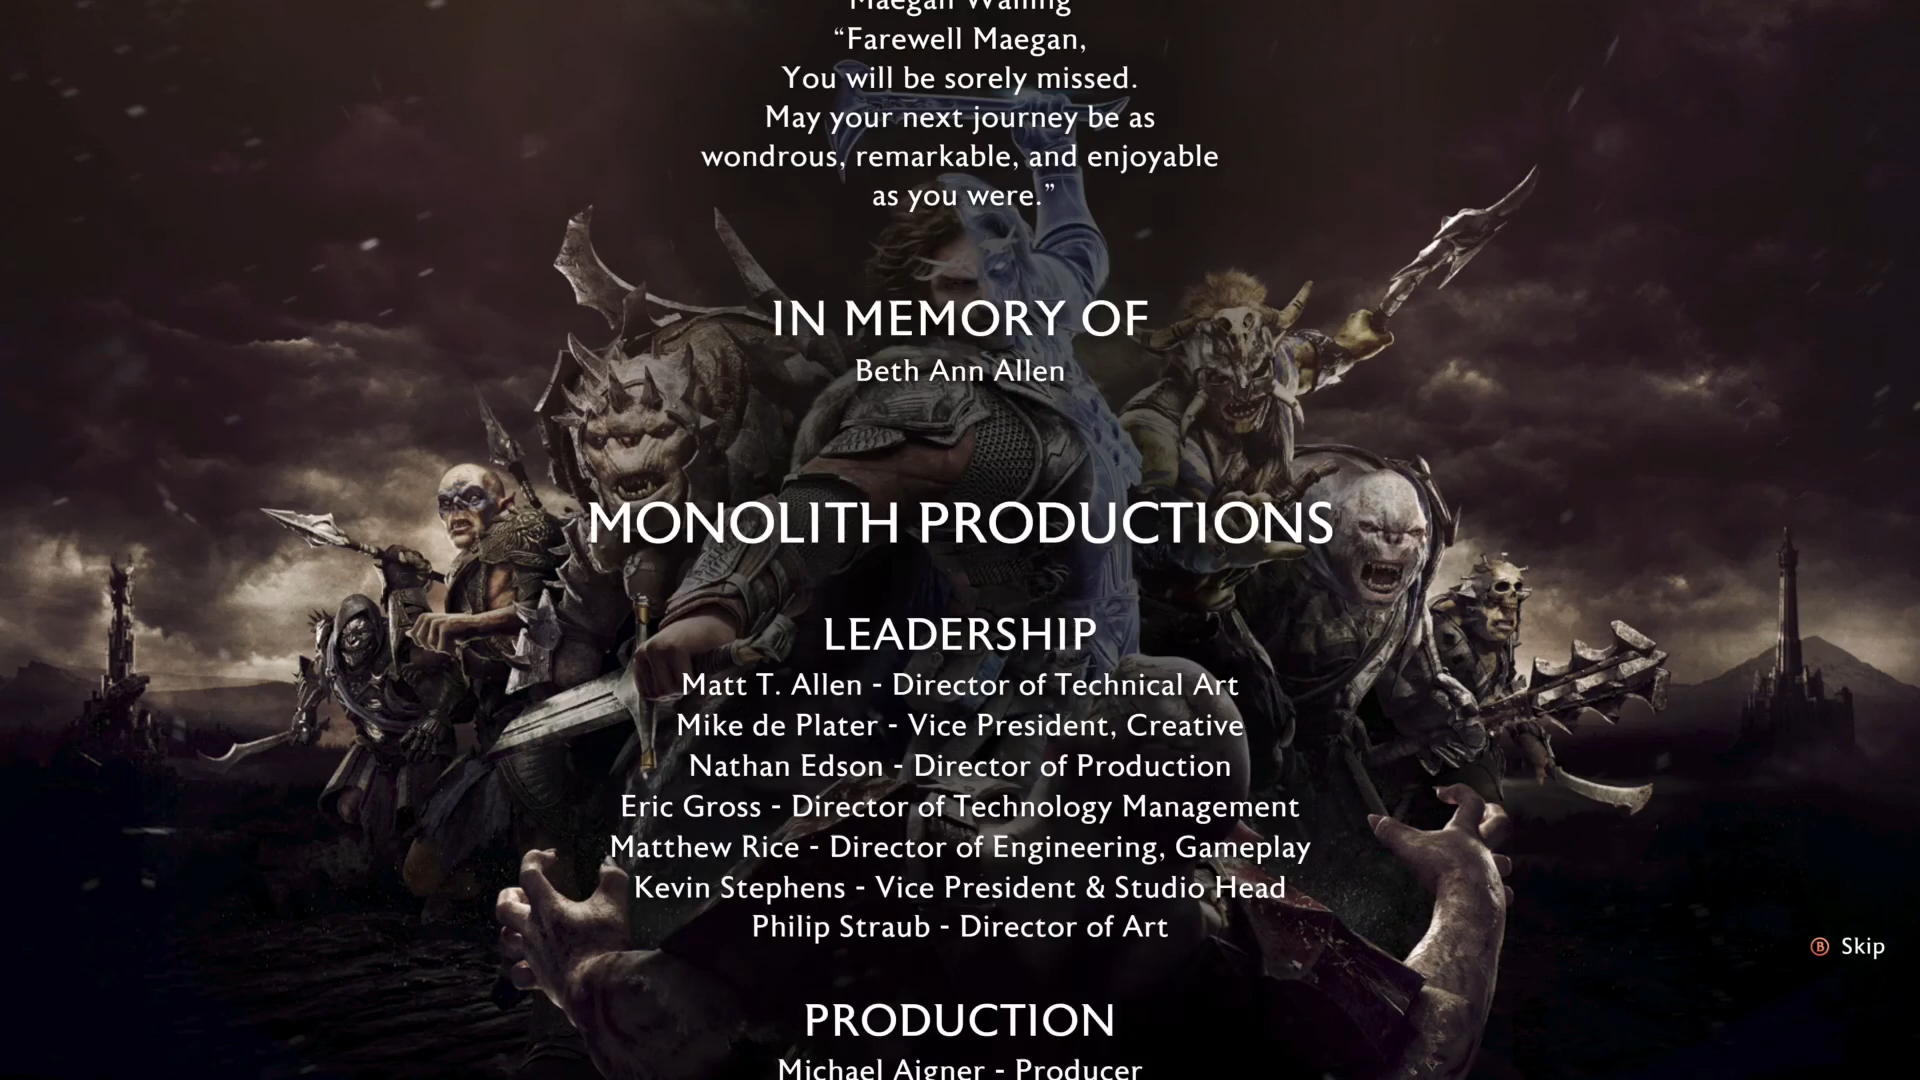 Maegan Walling
“Farewell Maegan,
You will be sorely missed.
May your next journey be as
wondrous, remarkable, and enjoyable
as you were.”
IN MEMORY OF
Beth Ann Allen
MONOLITH PRODUCTIONS
LEADERSHIP
Matt T. Allen - Director of Technical Art
Mike de Plater - Vice President, Creative
Nathan Edson - Director of Production
Eric Gross - Director of Technology Management
Matthew Rice - Director of Engineering, Gameplay
Kevin Stephens - Vice President & Studio Head
Philip Straub - Director of Art
B Skip
PRODUCTION
Michael Aigner - Producer